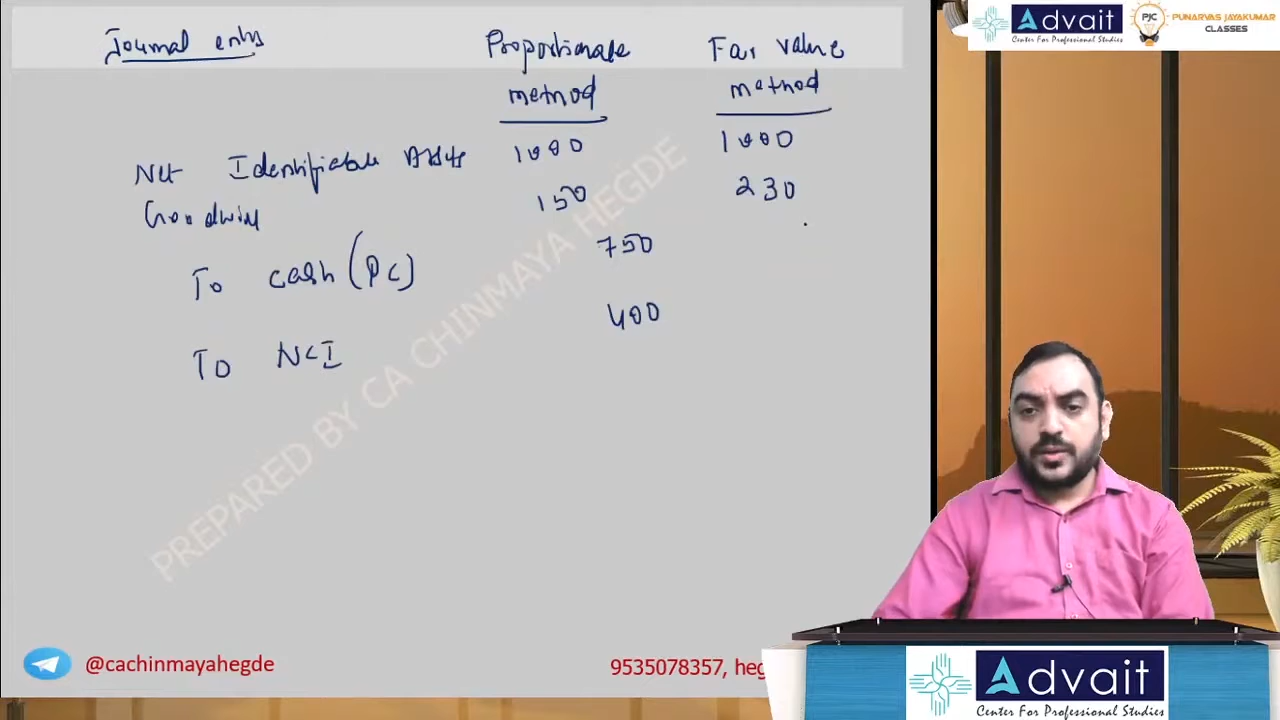 Journal entry
Proportionate method
Fair value method
Net Identifiable Assets 1000 1000
Goodwill 150 230
To cash (PC) 750
To NCI 400
PREPARED BY CA CHINMAYA HEGDE
@cachinmayahegde
9535078357, heg
Advait
Center For Professional Studies
PJC
PUNARVAS JAYAKUMAR
CLASSES
Advait
Center For Professional Studies